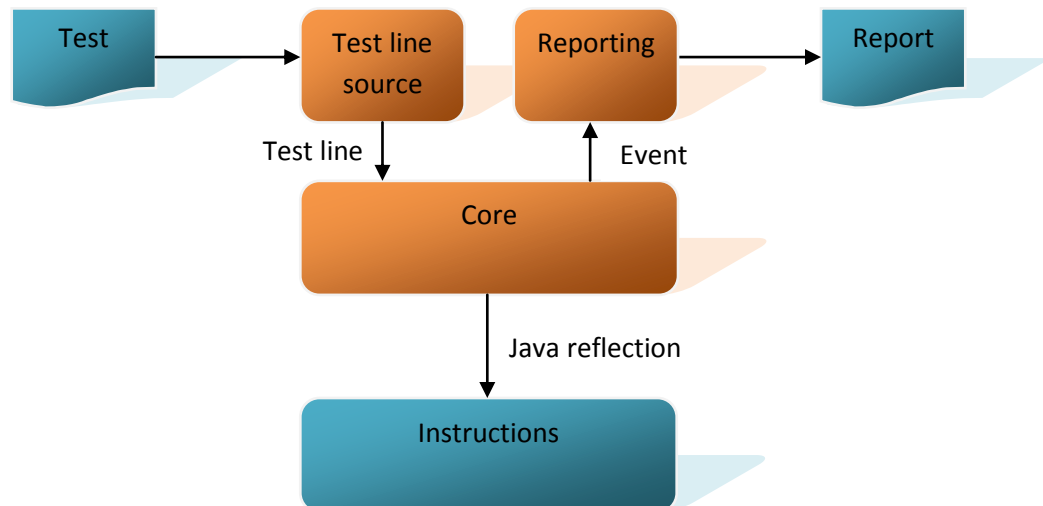 Test
Test line
source
Reporting
Report
Test line
Event
Core
Java reflection
Instructions